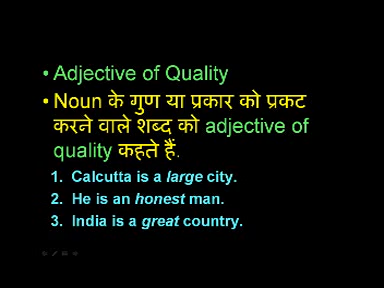 • Adjective of Quality
• Noun के गुण या प्रकार को प्रकट
करने वाले शब्द को adjective of
quality कहते हैं.
1. Calcutta is a large city.
2. He is an honest man.
3. India is a great country.